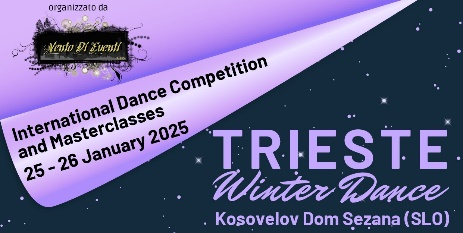 organizzato da
Vento Di Eventi
International Dance Competition
and Masterclasses
25 - 26 January 2025
TRIESTE
Winter Dance
Kosovelov Dom Sezana (SLO)